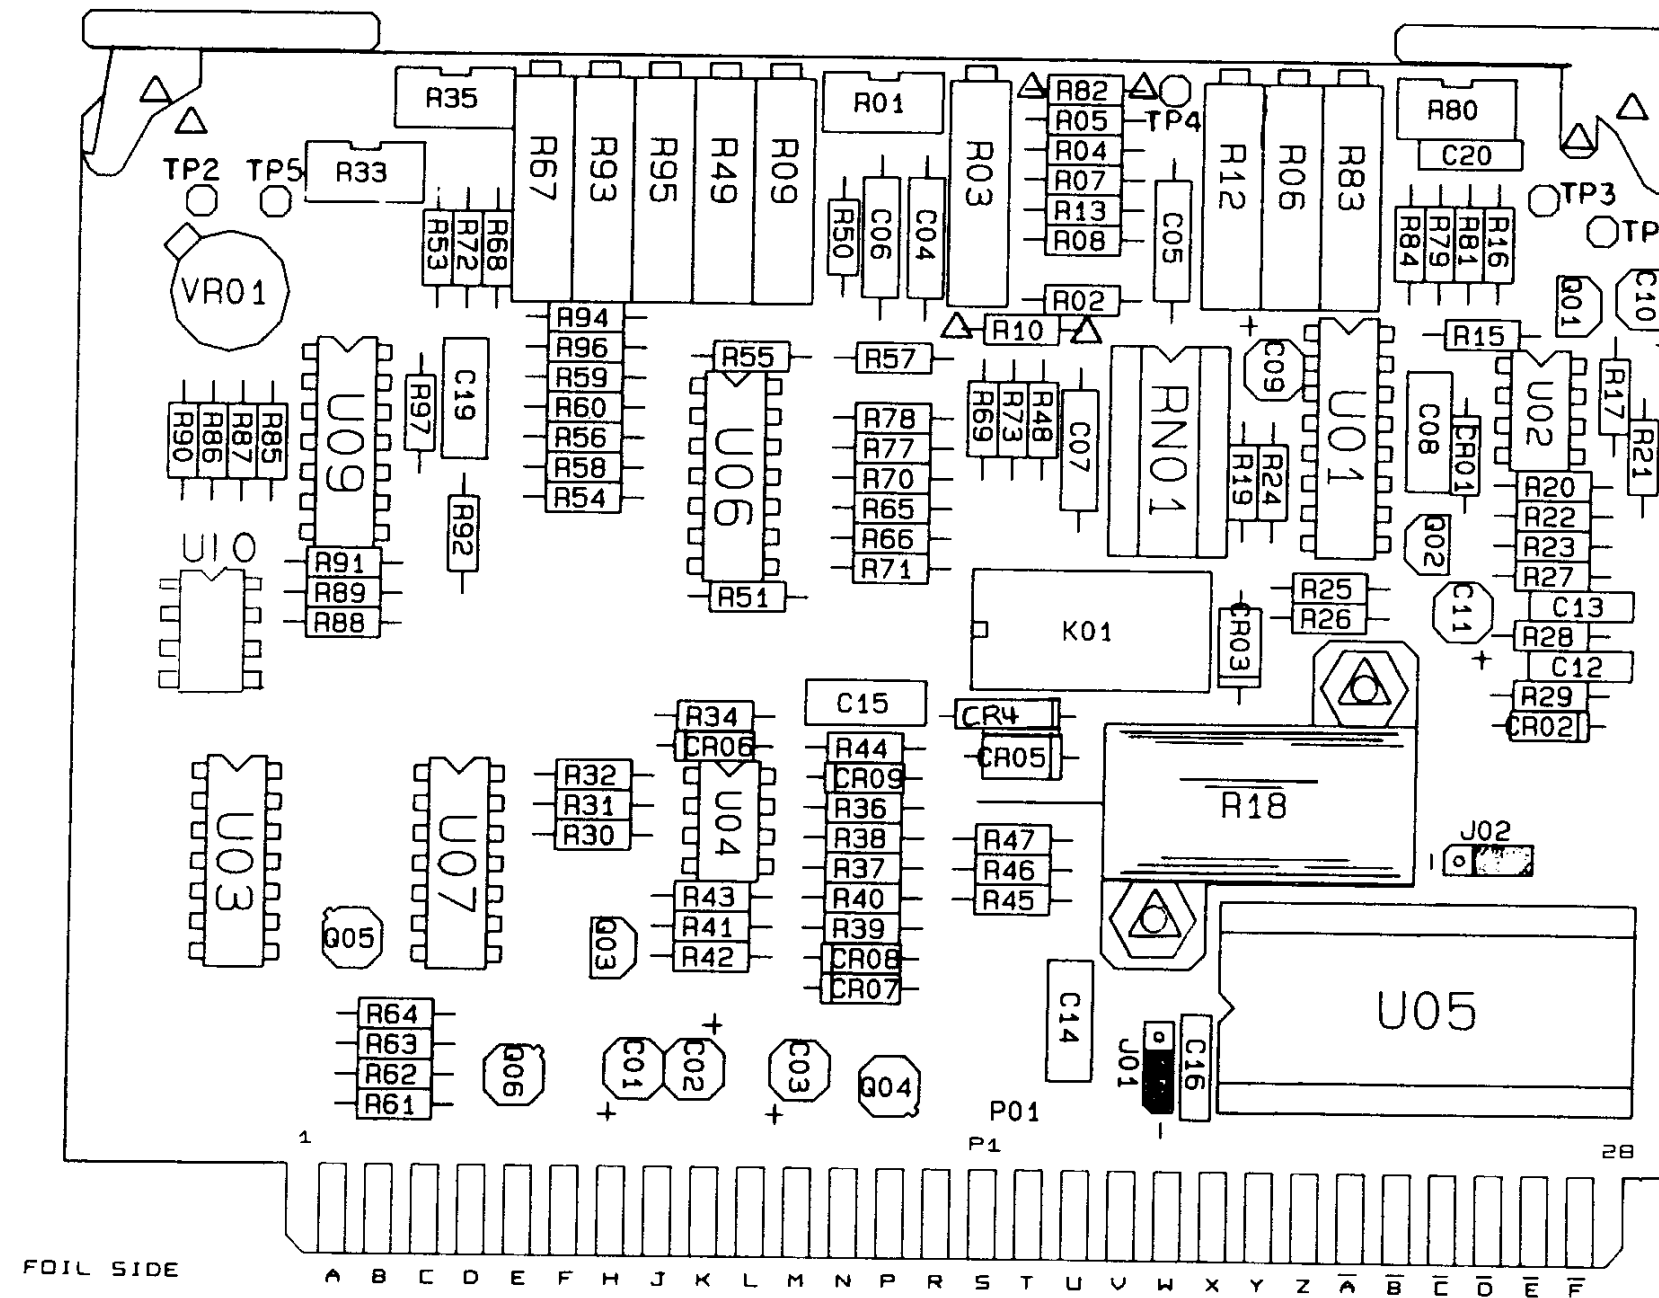 R35
R01
R82
R80
R05
TP4
R04
C20
R07
R13
R08
R67
R93
R95
R49
R09
R03
R12
R06
R83
TP2
TP5
R33
TP3
TP
R53
R72
R68
R50
C06
C04
C05
R84
R79
R81
R16
VR01
R02
Q01
C10
R94
R10
+
R15
R96
R55
R57
C09
R59
R60
R56
R58
R54
R90
R86
R87
R85
U09
R97
C19
R92
U06
R78
R77
R70
R65
R66
R71
R69
R73
R48
C07
RN01
R19
R24
U01
C08
CR01
U02
R17
R21
R20
R22
R23
R27
Q02
U10
R91
R89
R88
R51
K01
CR03
R25
R26
C11
+
C13
R28
C12
R29
CR02
C15
R34
CR06
CR4
CR05
R44
CR09
R36
R38
R37
R40
R39
CR08
CR07
R32
R31
R30
U04
R18
J02
U03
U07
R47
R46
R45
R43
R41
R42
Q05
Q03
U05
C14
R64
R63
R62
R61
Q06
+
C01
C02
C03
Q04
+
+
J01
C16
P01
1
P1
28
FOIL SIDE
A B C D E F H J K L M N P R S T U V W X Y Z A̅ B̅ C̅ D̅ E̅ F̅